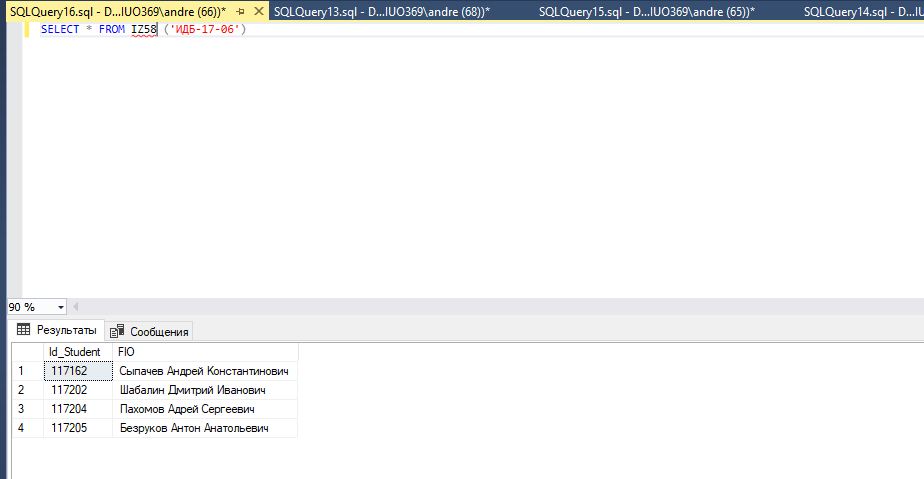 SQLQuery16.sql - D...IUO369\andre (66))* SQLQuery13.sql - D...IUO369\andre (68))* SQLQuery15.sql - D...IUO369\andre (65))* SQLQuery14.sql - D...IU
SELECT * FROM IZ58 ('ИДБ-17-06')
90 %
Результаты Сообщения
Id_Student FIO
1 117162 Сыпачев Андрей Константинович
2 117202 Шабалин Дмитрий Иванович
3 117204 Пахомов Адрей Сергеевич
4 117205 Безруков Антон Анатольевич